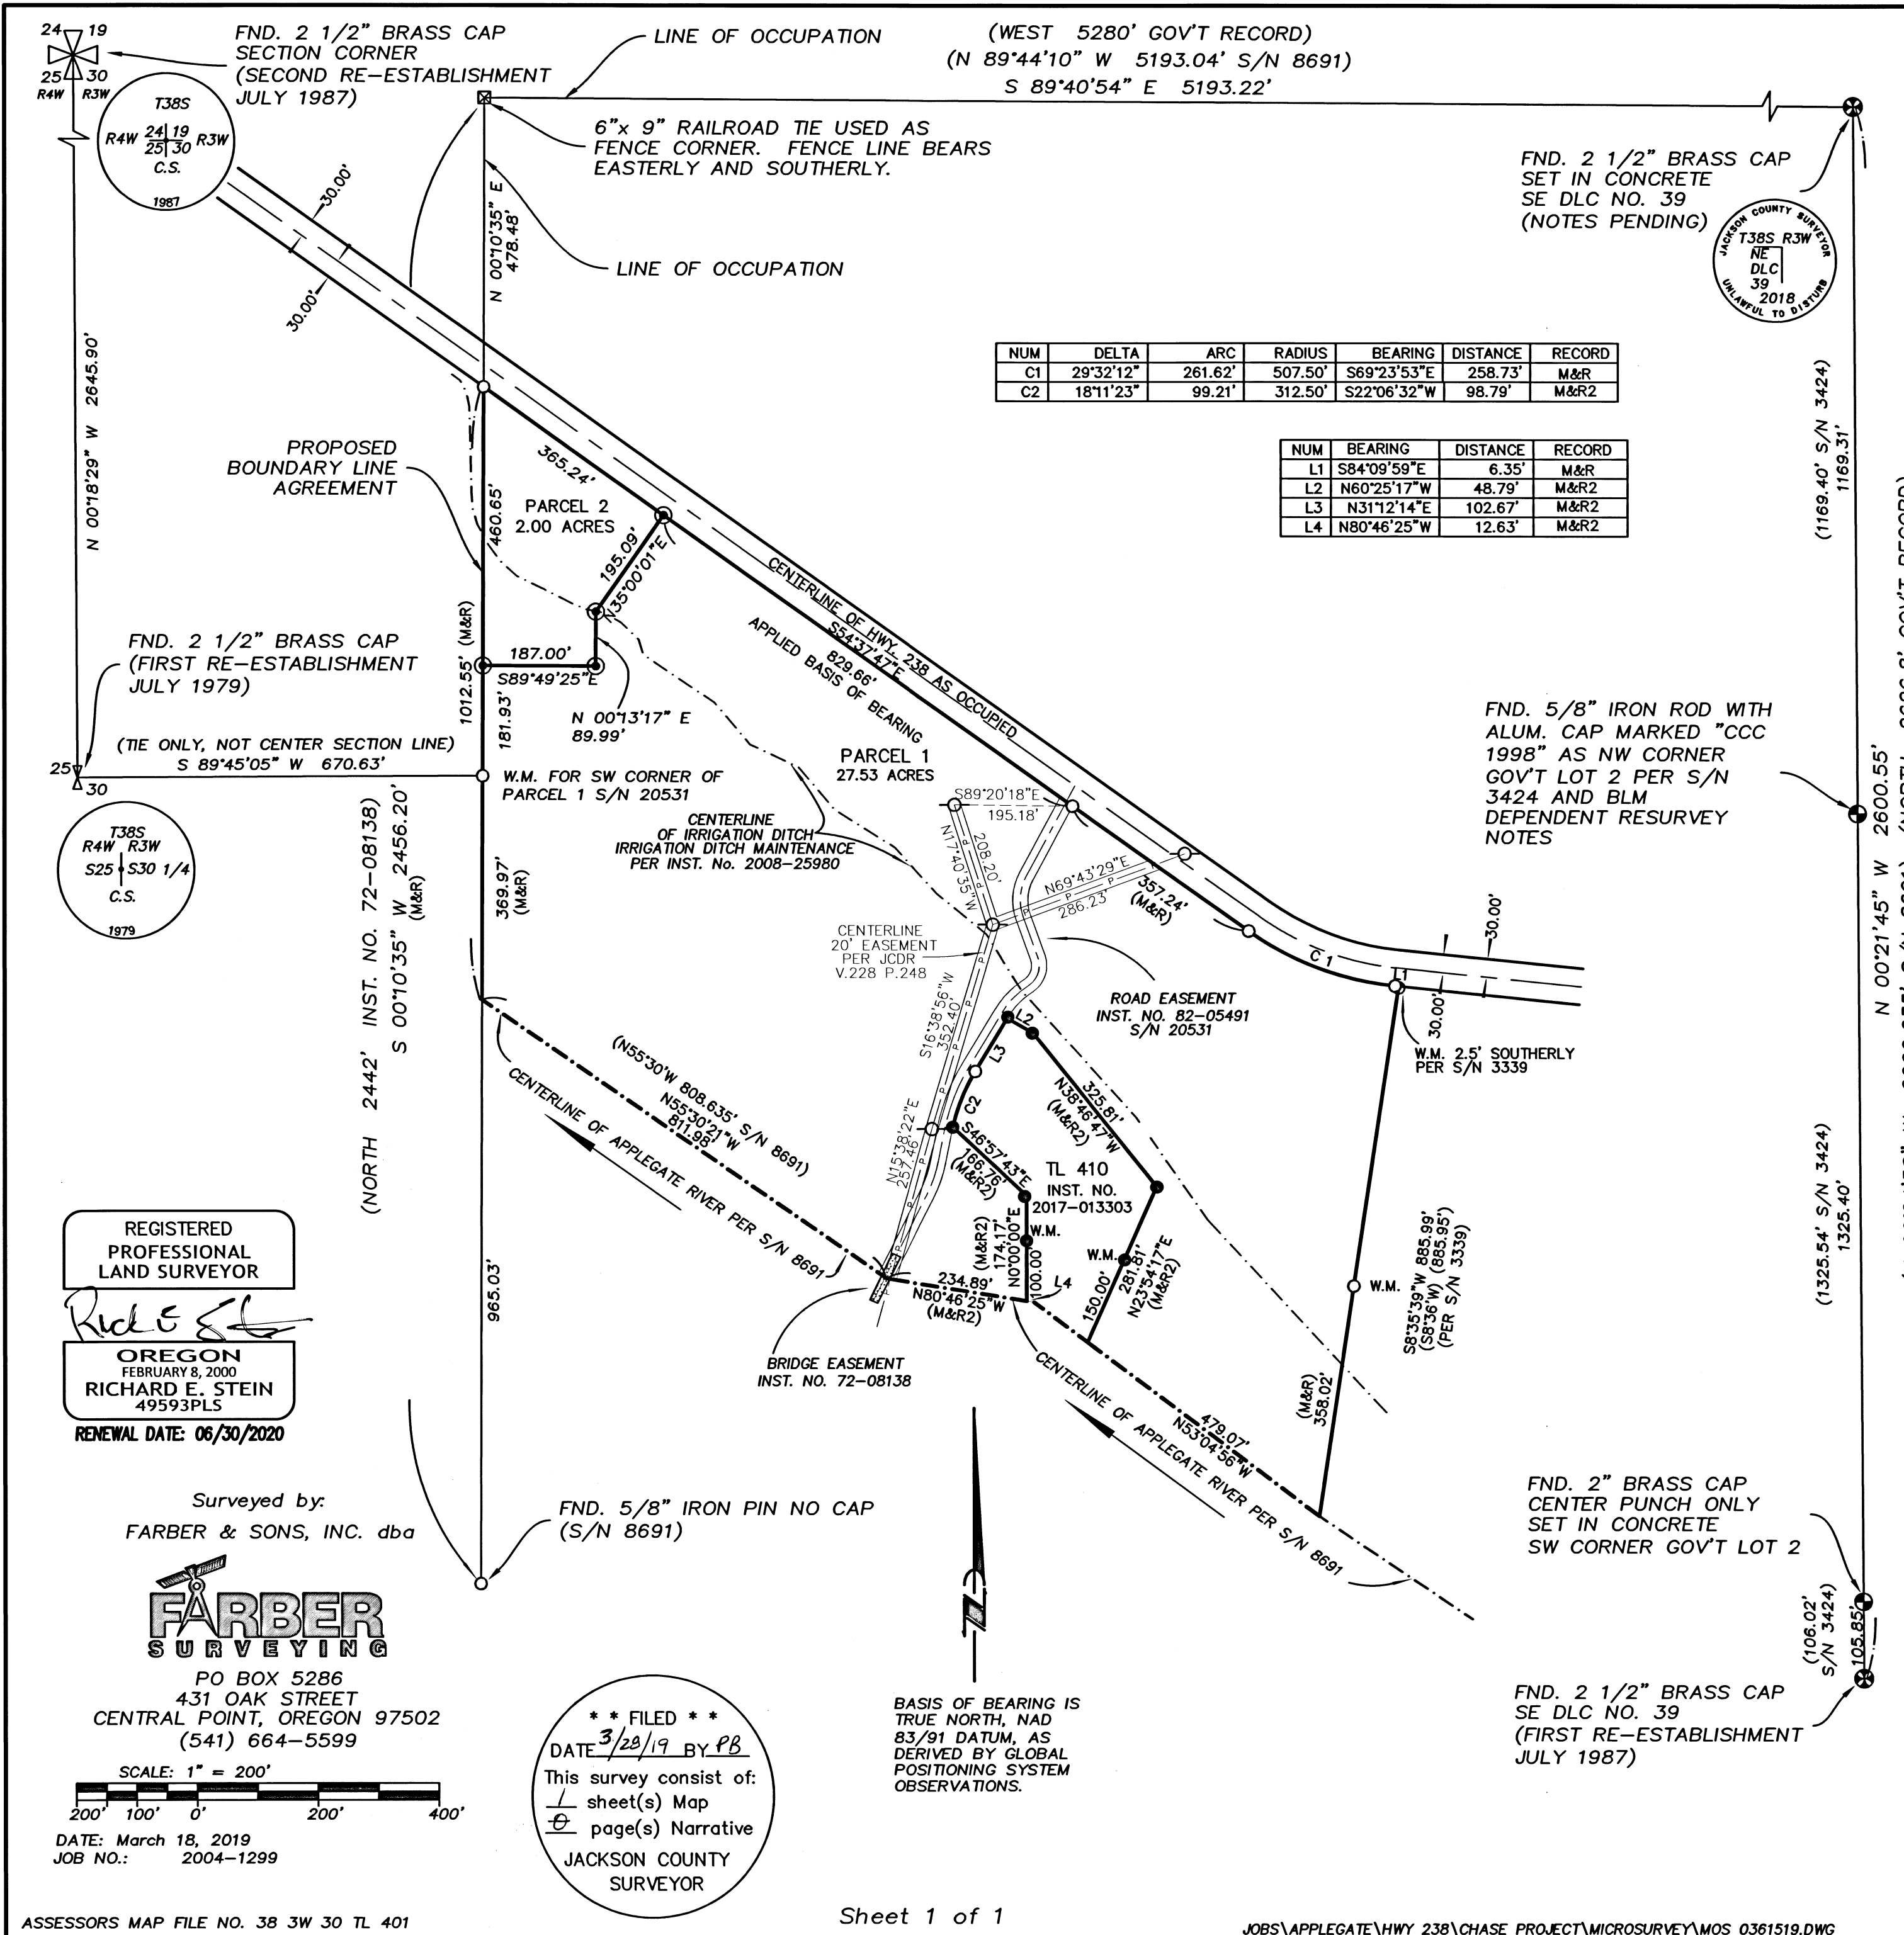 24 19
25 30
R4W R3W
FND. 2 1/2" BRASS CAP
SECTION CORNER
(SECOND RE-ESTABLISHMENT
JULY 1987)
T38S
R4W 24 19 R3W
25 30
C.S.
1987
LINE OF OCCUPATION
(WEST 5280' GOV'T RECORD)
(N 89°44'10" W 5193.04' S/N 8691)
S 89°40'54" E 5193.22'
6"x 9" RAILROAD TIE USED AS
FENCE CORNER. FENCE LINE BEARS
EASTERLY AND SOUTHERLY.
FND. 2 1/2" BRASS CAP
SET IN CONCRETE
SE DLC NO. 39
(NOTES PENDING)
JACKSON COUNTY SURVEYOR
T38S R3W
NE
DLC
39
2018
UNLAWFUL TO DISTURB
30.00'
30.00'
N 00°10'35" E
478.48'
LINE OF OCCUPATION
N 00°18'29" W 2645.90'
NUM DELTA ARC RADIUS BEARING DISTANCE RECORD
C1 29°32'12" 261.62' 507.50' S69°23'53"E 258.73' M&R
C2 18°11'23" 99.21' 312.50' S22°06'32"W 98.79' M&R2
NUM BEARING DISTANCE RECORD
L1 S84°09'59"E 6.35' M&R
L2 N60°25'17"W 48.79' M&R2
L3 N31°12'14"E 102.67' M&R2
L4 N80°46'25"W 12.63' M&R2
(1169.40' S/N 3424)
1169.31'
PROPOSED
BOUNDARY LINE
AGREEMENT
365.24'
460.65'
PARCEL 2
2.00 ACRES
195.09'
N35°00'01"E
CENTERLINE OF HWY. 238 AS OCCUPIED
S54°37'47"E
829.66'
APPLIED BASIS OF BEARING
FND. 2 1/2" BRASS CAP
(FIRST RE-ESTABLISHMENT
JULY 1979)
1012.55' (M&R)
187.00'
S89°49'25"E
N 00°13'17" E
89.99'
181.93'
(TIE ONLY, NOT CENTER SECTION LINE)
S 89°45'05" W 670.63'
25
30
W.M. FOR SW CORNER OF
PARCEL 1 S/N 20531
PARCEL 1
27.53 ACRES
T38S
R4W R3W
S25 S30 1/4
C.S.
1979
CENTERLINE
OF IRRIGATION DITCH
IRRIGATION DITCH MAINTENANCE
PER INST. No. 2008-25980
S89°20'18"E
195.18'
N17°40'35"W
208.20'
N69°43'29"E
286.23'
357.24'
(M&R)
FND. 5/8" IRON ROD WITH
ALUM. CAP MARKED "CCC
1998" AS NW CORNER
GOV'T LOT 2 PER S/N
3424 AND BLM
DEPENDENT RESURVEY
NOTES
N 00°21'45" W 2600.55'
(NORTH 2442' INST. NO. 72-08138)
S 00°10'35" W 2456.20'
(M&R)
369.97'
(M&R)
CENTERLINE
20' EASEMENT
PER JCDR
V.228 P.248
C 1
L1
30.00'
30.00'
ROAD EASEMENT
INST. NO. 82-05491
S/N 20531
W.M. 2.5' SOUTHERLY
PER S/N 3339
S16°38'56"W
352.40'
L2
L3
C2
325.81'
N38°46'47"W
(M&R2)
(N55°30'W 808.635' S/N 8691)
N55°30'21"W
811.98'
CENTERLINE OF APPLEGATE RIVER PER S/N 8691
N15°38'22"E
257.46'
S46°57'43"E
166.76'
(M&R2)
TL 410
INST. NO.
2017-013303
W.M.
W.M.
W.M.
(M&R2)
174.17'
N0°00'00"E
100.00'
L4
150.00'
281.81'
N23°54'17"E
(M&R2)
234.89'
N80°46'25"W
(M&R2)
S8°35'39"W 885.99'
(S8°36'W) (885.95')
(PER S/N 3339)
(M&R)
358.02'
(1325.54' S/N 3424)
1325.40'
REGISTERED
PROFESSIONAL
LAND SURVEYOR
OREGON
FEBRUARY 8, 2000
RICHARD E. STEIN
49593PLS
RENEWAL DATE: 06/30/2020
965.03'
BRIDGE EASEMENT
INST. NO. 72-08138
CENTERLINE OF APPLEGATE RIVER PER S/N 8691
479.07'
N53°04'56"W
Surveyed by:
FARBER & SONS, INC. dba
FARBER
SURVEYING
PO BOX 5286
431 OAK STREET
CENTRAL POINT, OREGON 97502
(541) 664-5599
FND. 5/8" IRON PIN NO CAP
(S/N 8691)
FND. 2" BRASS CAP
CENTER PUNCH ONLY
SET IN CONCRETE
SW CORNER GOV'T LOT 2
(106.02'
S/N 3424)
105.85'
FND. 2 1/2" BRASS CAP
SE DLC NO. 39
(FIRST RE-ESTABLISHMENT
JULY 1987)
SCALE: 1" = 200'
200' 100' 0' 200' 400'
DATE: March 18, 2019
JOB NO.: 2004-1299
* * FILED * *
DATE 3/28/19 BY PB
This survey consist of:
1 sheet(s) Map
0 page(s) Narrative
JACKSON COUNTY
SURVEYOR
BASIS OF BEARING IS
TRUE NORTH, NAD
83/91 DATUM, AS
DERIVED BY GLOBAL
POSITIONING SYSTEM
OBSERVATIONS.
ASSESSORS MAP FILE NO. 38 3W 30 TL 401
Sheet 1 of 1
JOBS\APPLEGATE\HWY 238\CHASE PROJECT\MICROSURVEY\MOS 0361519.DWG